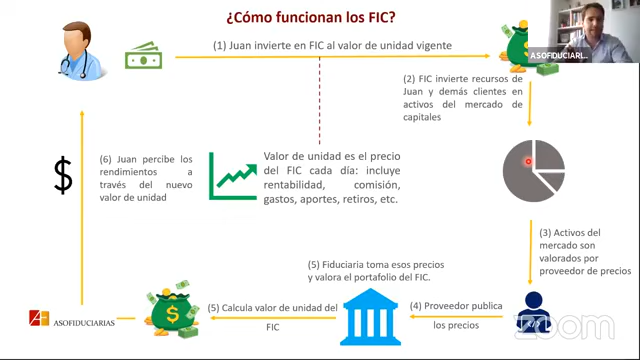 ¿Cómo funcionan los FIC?
(1) Juan invierte en FIC al valor de unidad vigente
ASOFIDUCIARI...
(2) FIC invierte recursos de
Juan y demás clientes en
activos del mercado de
capitales
(6) Juan percibe los
rendimientos a
través del nuevo
valor de unidad
$
Valor de unidad es el precio
del FIC cada día: incluye
rentabilidad, comisión,
gastos, aportes, retiros, etc.
(3) Activos del
mercado son
valorados por
proveedor de precios
(5) Fiduciaria toma esos precios
y valora el portafolio del FIC.
(4) Proveedor publica
los precios
(5) Calcula valor de unidad del
FIC
$
ASOFIDUCIARIAS
zoom